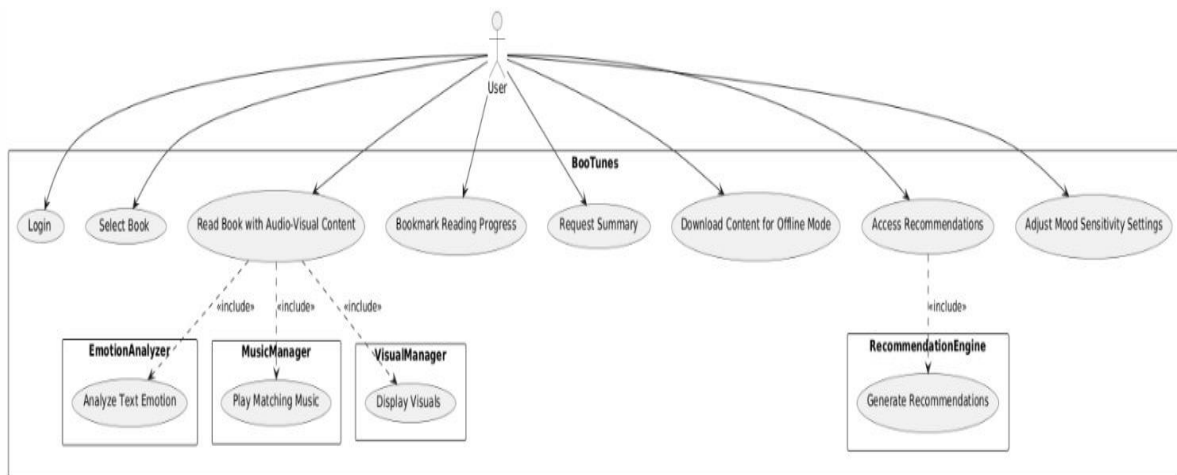 User
BooTunes
Login
Select Book
Read Book with Audio-Visual Content
Bookmark Reading Progress
Request Summary
Download Content for Offline Mode
Access Recommendations
Adjust Mood Sensitivity Settings
«include»
«include»
«include»
«include»
EmotionAnalyzer
MusicManager
VisualManager
RecommendationEngine
Analyze Text Emotion
Play Matching Music
Display Visuals
Generate Recommendations